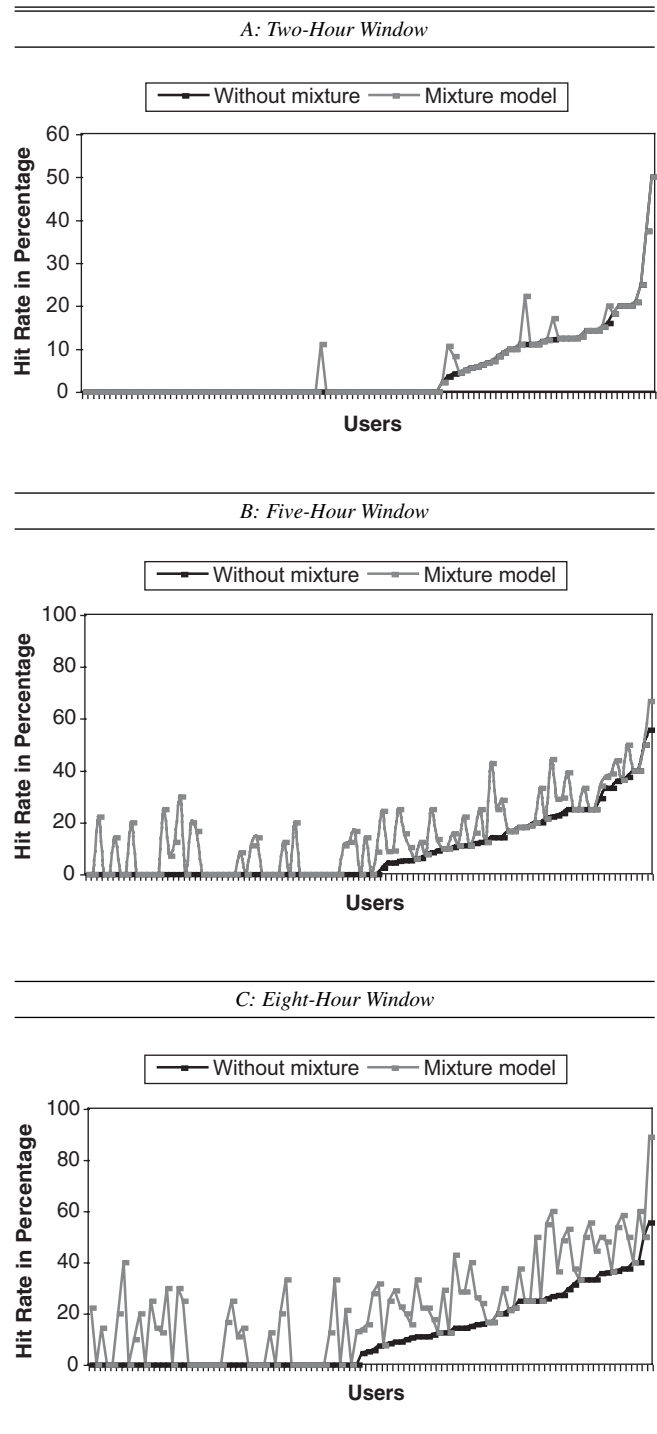 A: Two-Hour Window
Without mixture Mixture model
Hit Rate in Percentage
60
50
40
30
20
10
0
Users
B: Five-Hour Window
Without mixture Mixture model
Hit Rate in Percentage
100
80
60
40
20
0
Users
C: Eight-Hour Window
Without mixture Mixture model
Hit Rate in Percentage
100
80
60
40
20
0
Users